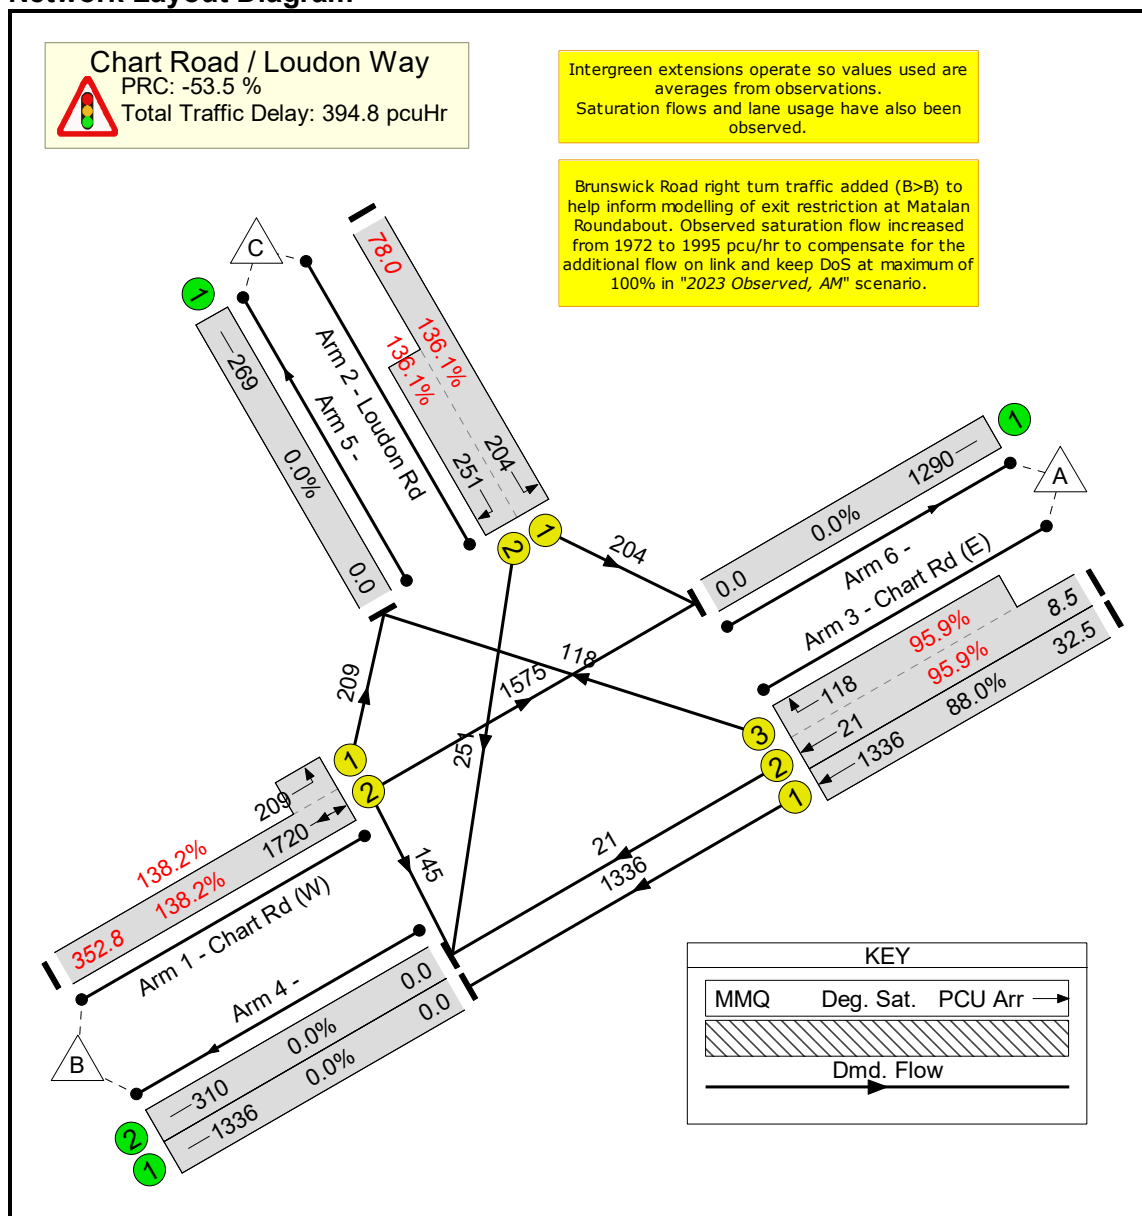 Network Layout Diagram
Chart Road / Loudon Way
PRC: -53.5 %
Total Traffic Delay: 394.8 pcuHr
Intergreen extensions operate so values used are
averages from observations.
Saturation flows and lane usage have also been
observed.
Brunswick Road right turn traffic added (B>B) to
help inform modelling of exit restriction at Matalan
Roundabout. Observed saturation flow increased
from 1972 to 1995 pcu/hr to compensate for the
additional flow on link and keep DoS at maximum of
100% in "2023 Observed, AM" scenario.
C
1
269
0.0%
0.0
Arm 5 -
Arm 2 - Loudon Rd
78.0
136.1%
136.1%
204
251
1
2
204
1
A
1290
0.0%
0.0
Arm 6 -
Arm 3 - Chart Rd (E)
95.9%
8.5
95.9%
32.5
88.0%
118
21
1336
3
2
1
118
1575
209
251
1
2
209
1720
138.2%
138.2%
352.8
Arm 1 - Chart Rd (W)
145
21
1336
Arm 4 -
B
0.0
0.0%
310
0.0
0.0%
1336
2
1
KEY
MMQ Deg. Sat. PCU Arr
Dmd. Flow